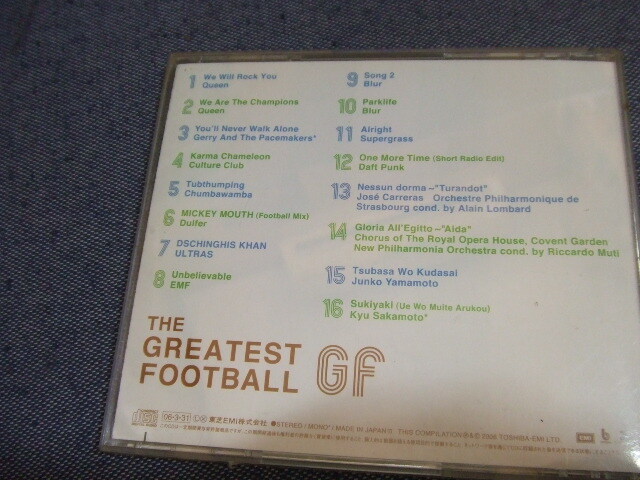 1 We Will Rock You
Queen
2 We Are The Champions
Queen
3 You'll Never Walk Alone
Gerry And The Pacemakers*
4 Karma Chameleon
Culture Club
5 Tubthumping
Chumbawamba
6 MICKEY MOUTH (Football Mix)
Duffer
7 DSCHINGHIS KHAN
ULTRAS
8 Unbelievable
EMF
9 Song 2
Blur
10 Parklife
Blur
11 Alright
Supergrass
12 One More Time (Short Radio Edit)
Daft Punk
13 Nessun dorma –"Turandot"
José Carreras Orchestre Philharmonique de
Strasbourg cond. by Alain Lombard
14 Gloria All'Egitto –"Aida"
Chorus of The Royal Opera House, Covent Garden
New Philharmonia Orchestra cond. by Riccardo Muti
15 Tsubasa Wo Kudasai
Junko Yamamoto
16 Sukiyaki (Ue Wo Muite Arukou)
Kyu Sakamoto*
THE
GREATEST
FOOTBALL GF
06-3-31 東芝EMI株式会社 ●STEREO / MONO* / MADE IN JAPAN THIS COMPILATION ℗&© 2006 TOSHIBA-EMI LTD. EMI